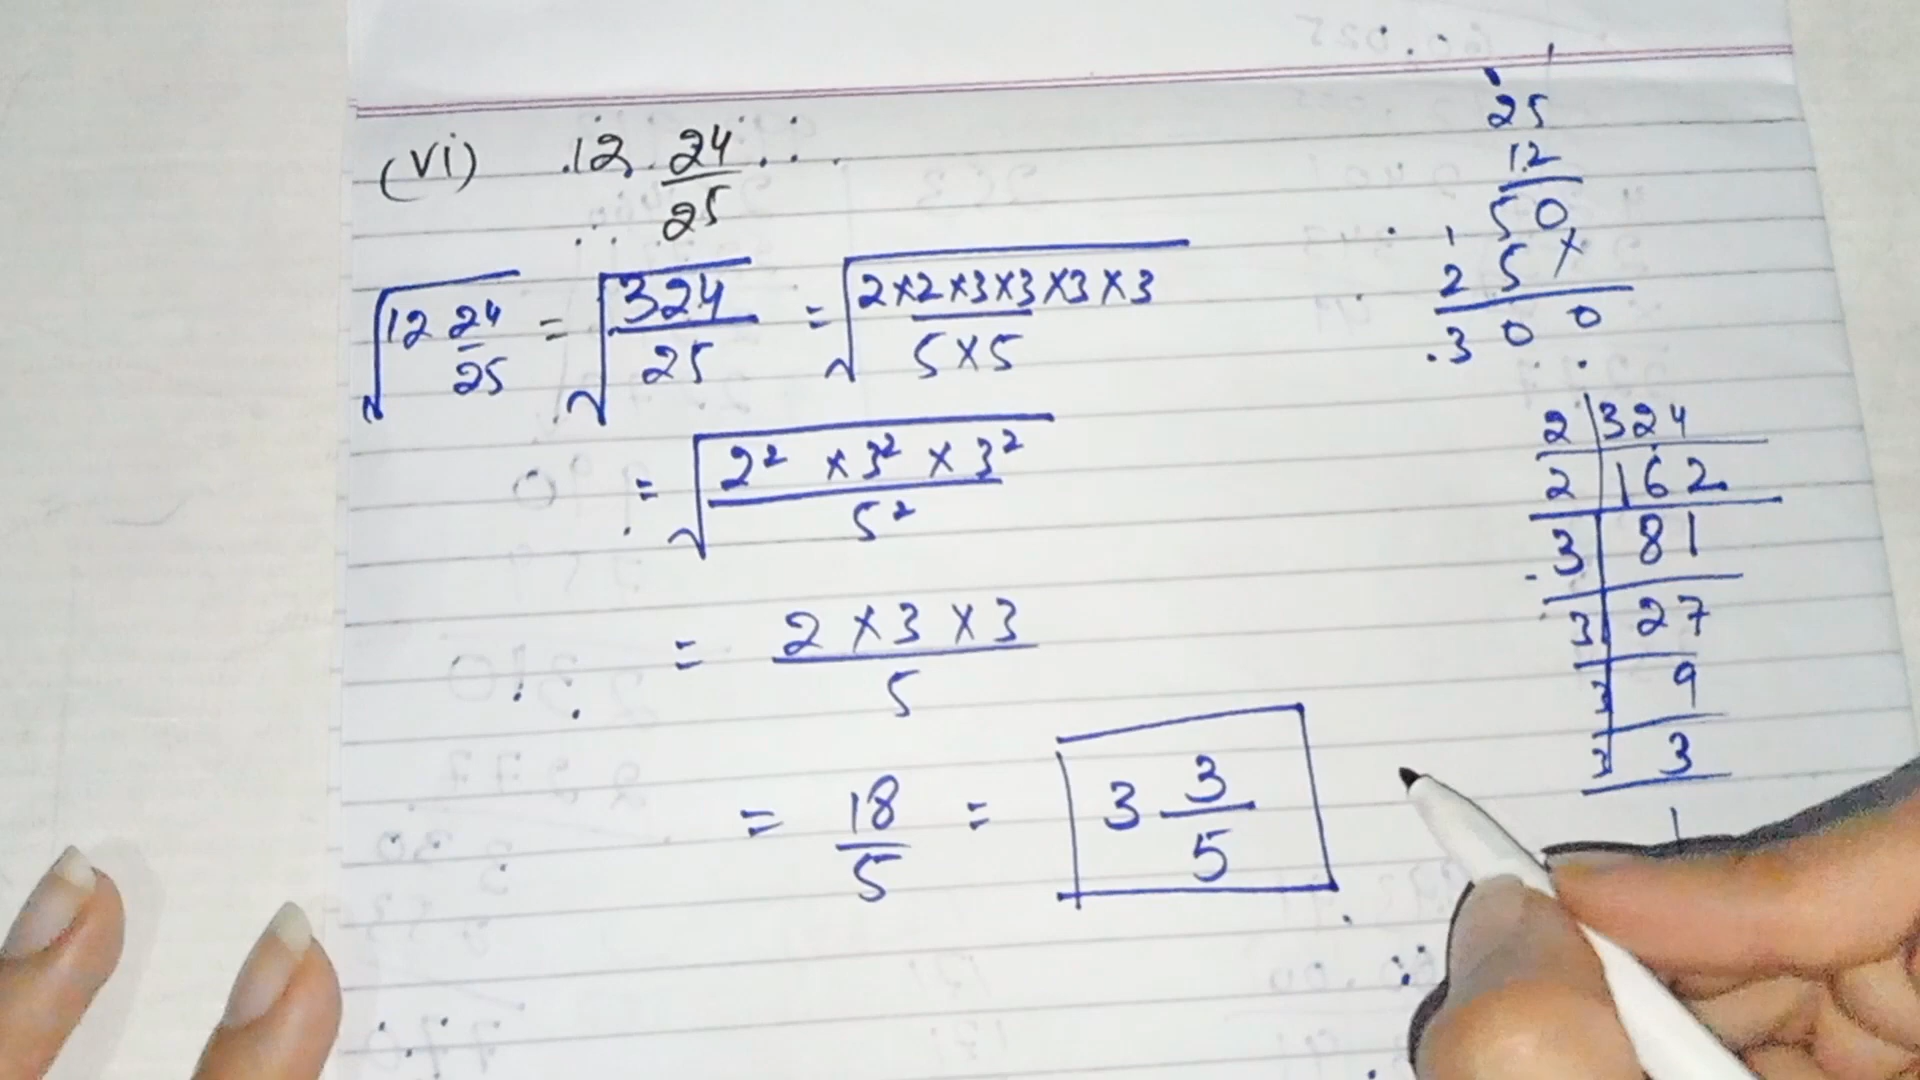 (vi) 12 24/25
√(12 24/25) = √(324/25) = √(2×2×3×3×3×3 / 5×5)
= √(2² × 3² × 3² / 5²)
= 2 × 3 × 3 / 5
= 18/5 = 3 3/5
25
12
50
1
25×
300
2 | 324
2 | 162
3 | 81
3 | 27
3 | 9
3 | 3
1